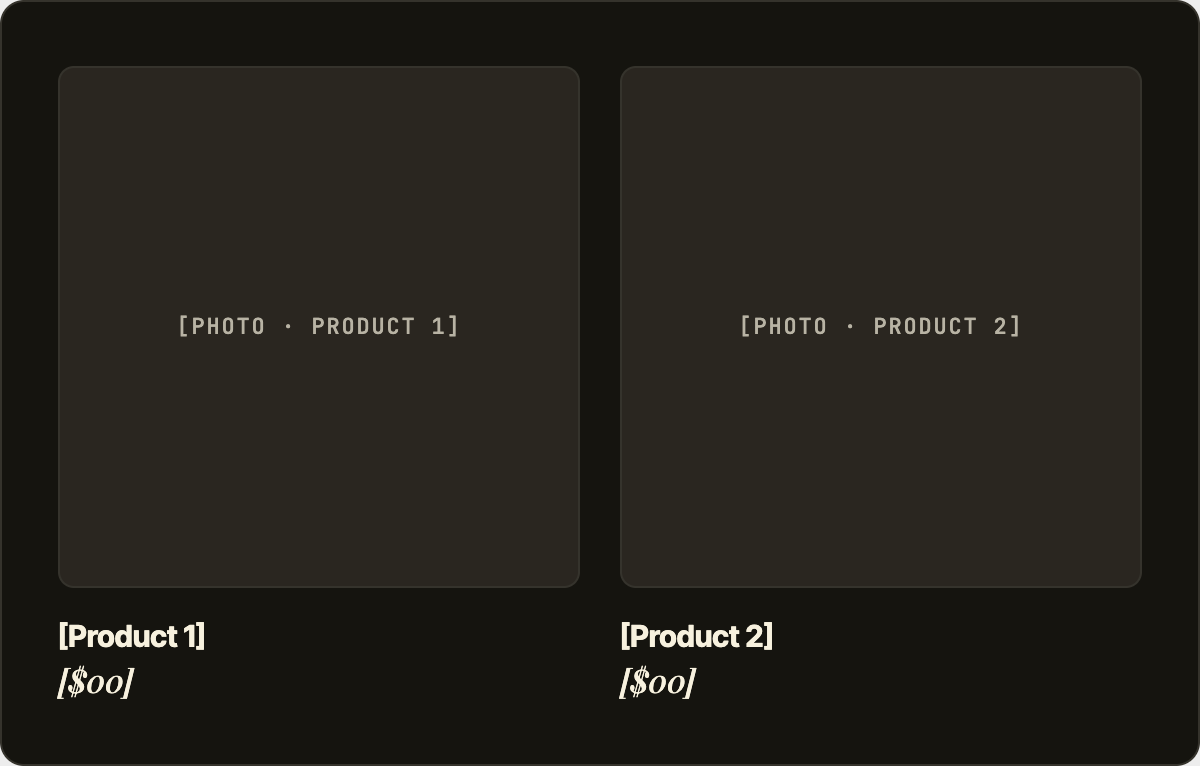 [PHOTO · PRODUCT 1]
[Product 1]
[$00]
[PHOTO · PRODUCT 2]
[Product 2]
[$00]